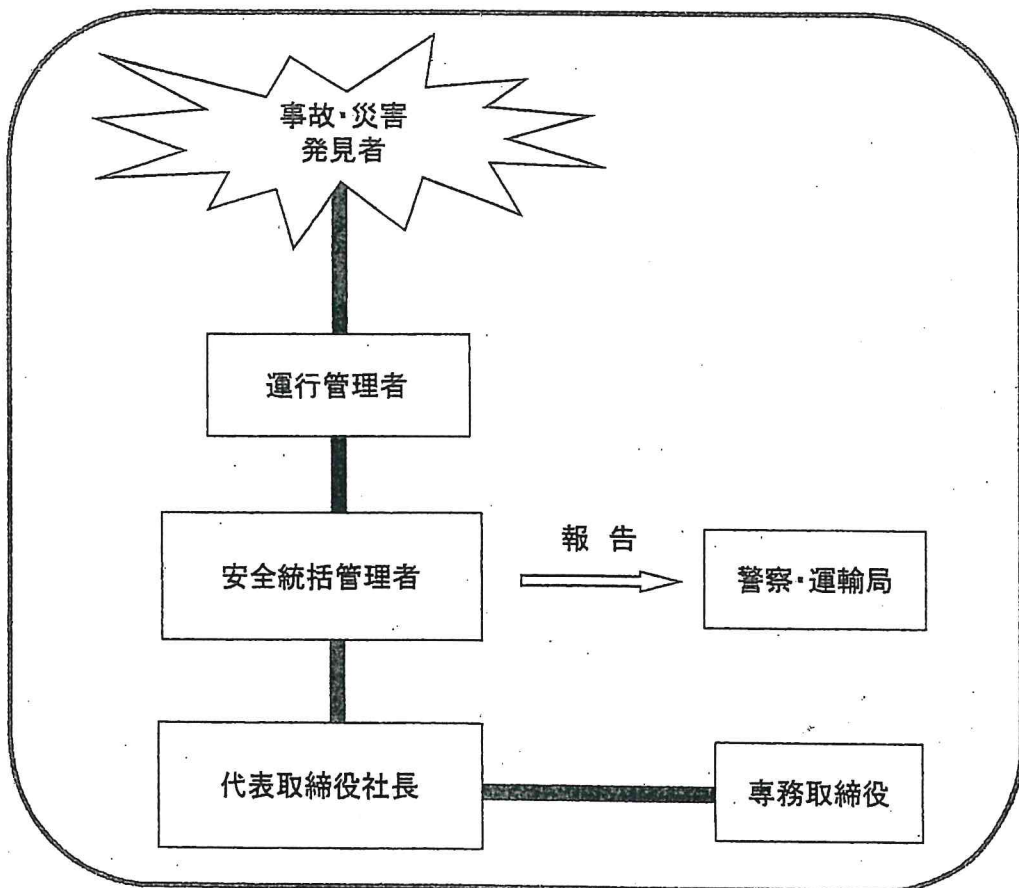 事故・災害
発見者
運行管理者
安全統括管理者
報 告
警察・運輸局
代表取締役社長
専務取締役